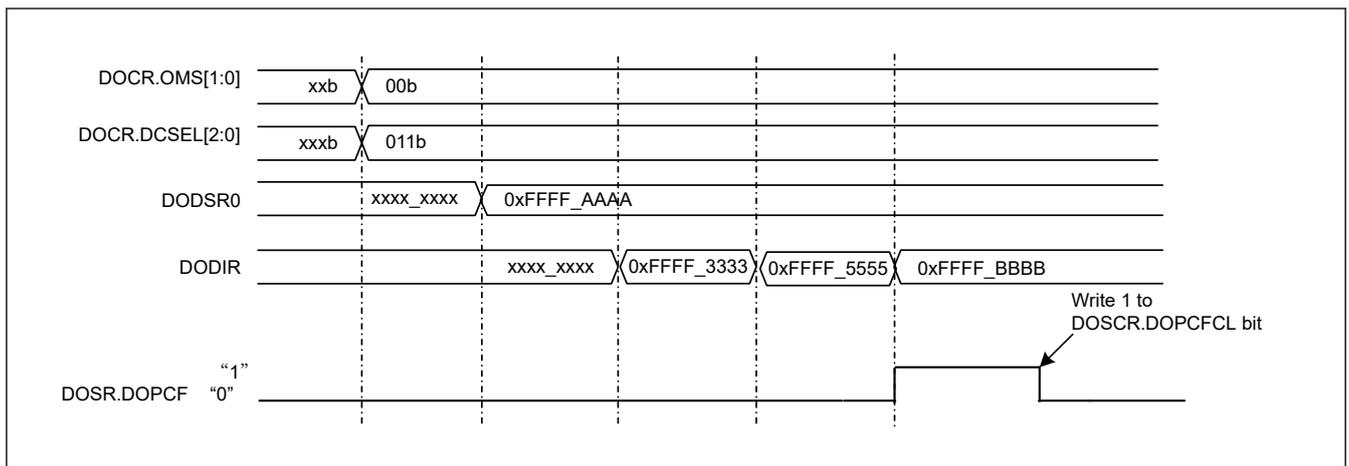 DOCR.OMS[1:0] xxb 00b
DOCR.DCSEL[2:0] xxxb 011b
DODSR0 xxxx_xxxx 0xFFFF_AAAA
DODIR xxxx_xxxx 0xFFFF_3333 0xFFFF_5555 0xFFFF_BBBB
Write 1 to
DOSCR.DOPCFCL bit
“1”
DOSR.DOPCF “0”